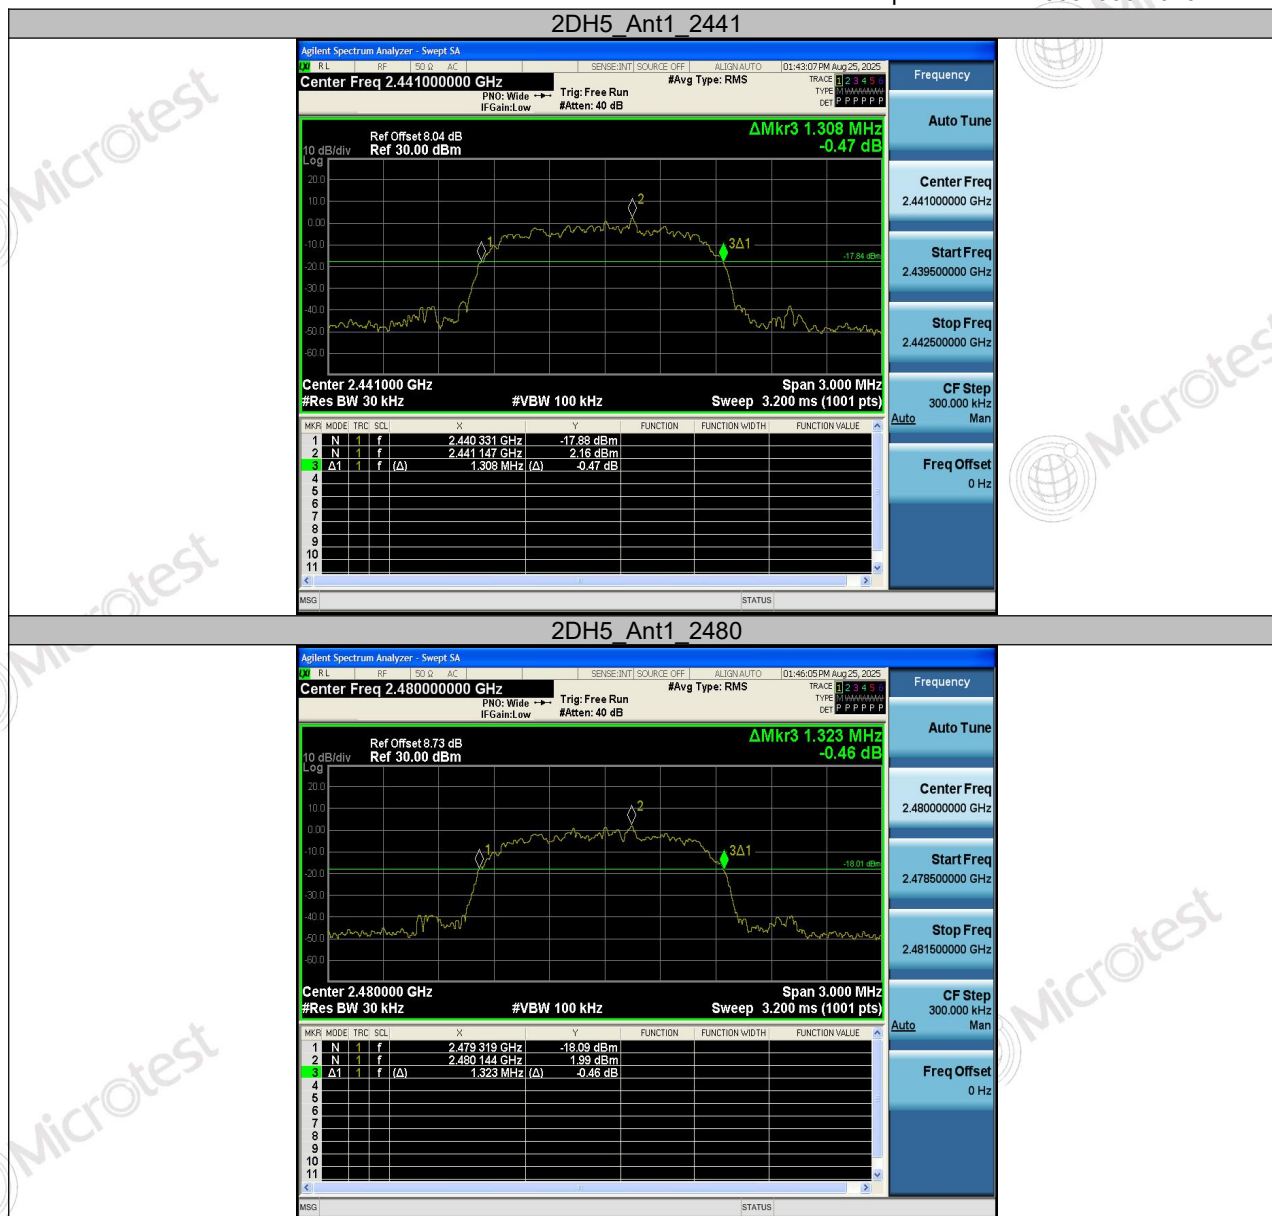 2DH5_Ant1_2441
Agilent Spectrum Analyzer - Swept SA
RL RF 50 Ω AC SENSE:INT SOURCE OFF ALIGN AUTO 01:43:07 PM Aug 25, 2025
Center Freq 2.441000000 GHz #Avg Type: RMS TRACE 1 2 3 4 5 6
PNO: Wide Trig: Free Run TYPE M
IFGain:Low #Atten: 40 dB DET P P P P P P
Frequency
Auto Tune
Center Freq
2.441000000 GHz
Start Freq
2.439500000 GHz
Stop Freq
2.442500000 GHz
CF Step
300.000 kHz
Auto Man
Freq Offset
0 Hz
ΔMkr3 1.308 MHz
-0.47 dB
Ref Offset 8.04 dB
10 dB/div Ref 30.00 dBm
Log
20.0
10.0
0.00
-10.0
-20.0
-30.0
-40.0
-50.0
-60.0
1
2
3Δ1
-17.84 dBm
Center 2.441000 GHz Span 3.000 MHz
#Res BW 30 kHz #VBW 100 kHz Sweep 3.200 ms (1001 pts)
MKR MODE TRC SCL X Y FUNCTION FUNCTION WIDTH FUNCTION VALUE
1 N 1 f 2.440 331 GHz -17.88 dBm
2 N 1 f 2.441 147 GHz 2.16 dBm
3 Δ1 1 f (Δ) 1.308 MHz (Δ) -0.47 dB
4
5
6
7
8
9
10
11
MSG STATUS
2DH5_Ant1_2480
Agilent Spectrum Analyzer - Swept SA
RL RF 50 Ω AC SENSE:INT SOURCE OFF ALIGN AUTO 01:46:05 PM Aug 25, 2025
Center Freq 2.480000000 GHz #Avg Type: RMS TRACE 1 2 3 4 5 6
PNO: Wide Trig: Free Run TYPE M
IFGain:Low #Atten: 40 dB DET P P P P P P
Frequency
Auto Tune
Center Freq
2.480000000 GHz
Start Freq
2.478500000 GHz
Stop Freq
2.481500000 GHz
CF Step
300.000 kHz
Auto Man
Freq Offset
0 Hz
ΔMkr3 1.323 MHz
-0.46 dB
Ref Offset 8.73 dB
10 dB/div Ref 30.00 dBm
Log
20.0
10.0
0.00
-10.0
-20.0
-30.0
-40.0
-50.0
-60.0
1
2
3Δ1
-18.01 dBm
Center 2.480000 GHz Span 3.000 MHz
#Res BW 30 kHz #VBW 100 kHz Sweep 3.200 ms (1001 pts)
MKR MODE TRC SCL X Y FUNCTION FUNCTION WIDTH FUNCTION VALUE
1 N 1 f 2.479 319 GHz -18.09 dBm
2 N 1 f 2.480 144 GHz 1.99 dBm
3 Δ1 1 f (Δ) 1.323 MHz (Δ) -0.46 dB
4
5
6
7
8
9
10
11
MSG STATUS
Microtest
Microtest
Microtest
Microtest
Microtest